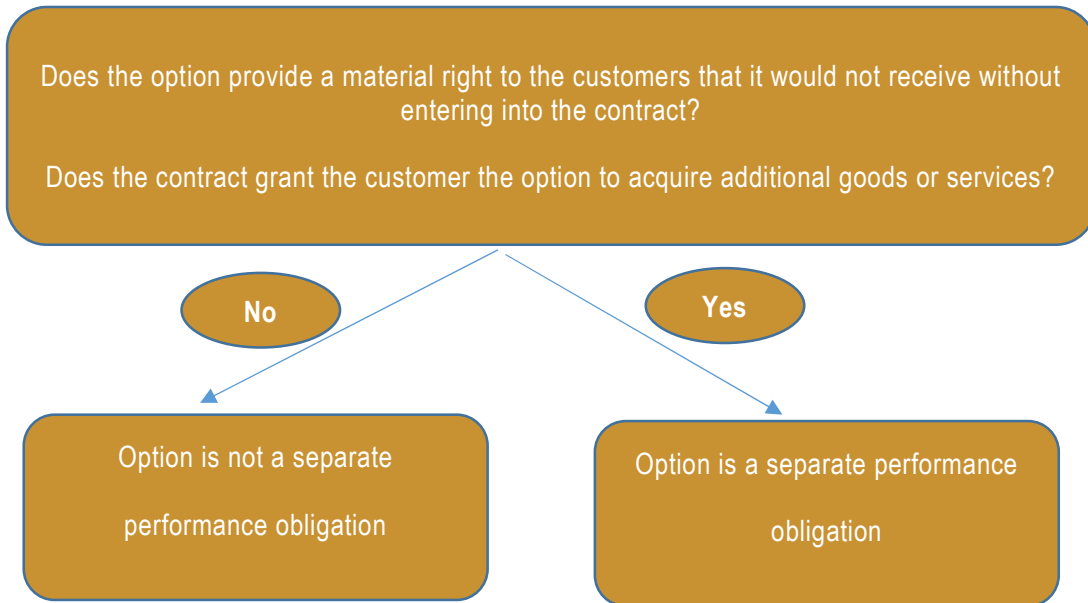 Does the option provide a material right to the customers that it would not receive without
entering into the contract?
Does the contract grant the customer the option to acquire additional goods or services?
No
Yes
Option is not a separate
performance obligation
Option is a separate performance
obligation